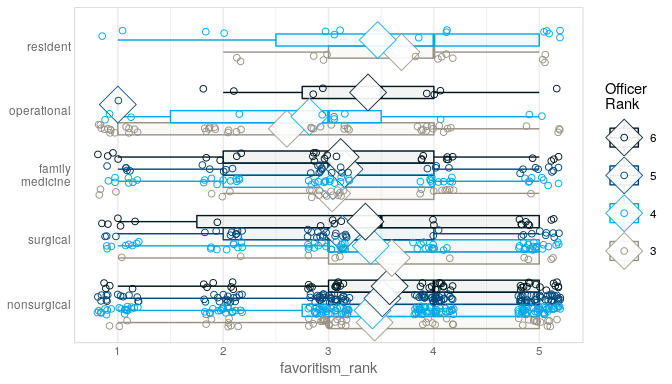 resident
operational
family
medicine
surgical
nonsurgical
1 2 3 4 5
favoritism_rank
Officer
Rank
6
5
4
3